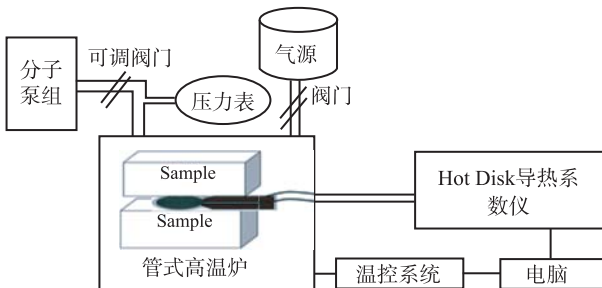 分子
泵组
可调阀门
压力表
气源
阀门
Sample
Sample
管式高温炉
Hot Disk导热系
数仪
温控系统
电脑